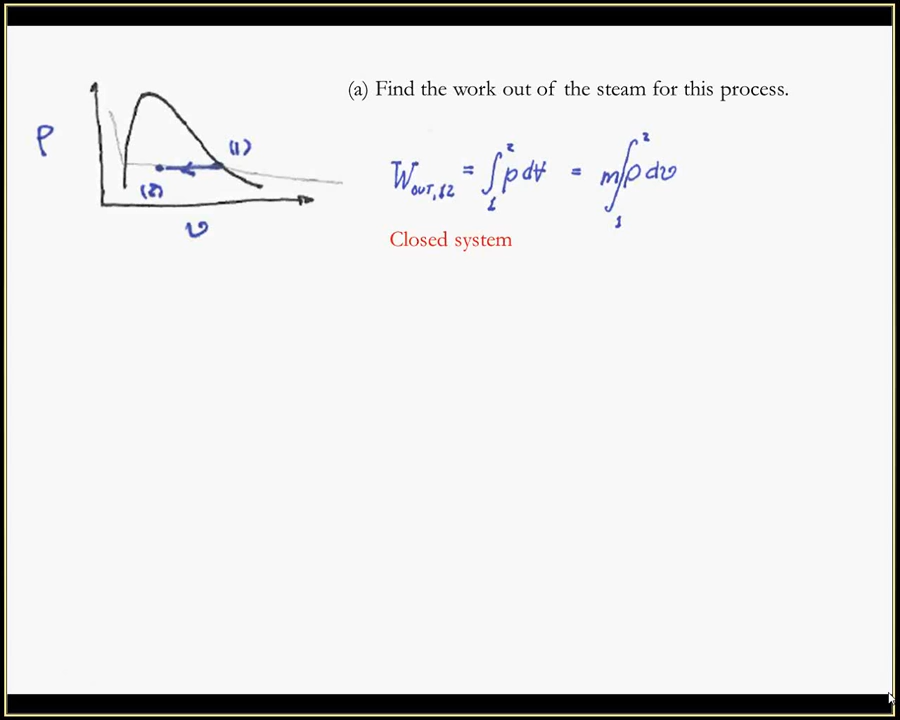 (a) Find the work out of the steam for this process.
P
(1)
(2)
v
W_OUT,12 = ∫₁² p dV = m∫₁² p dv
Closed system